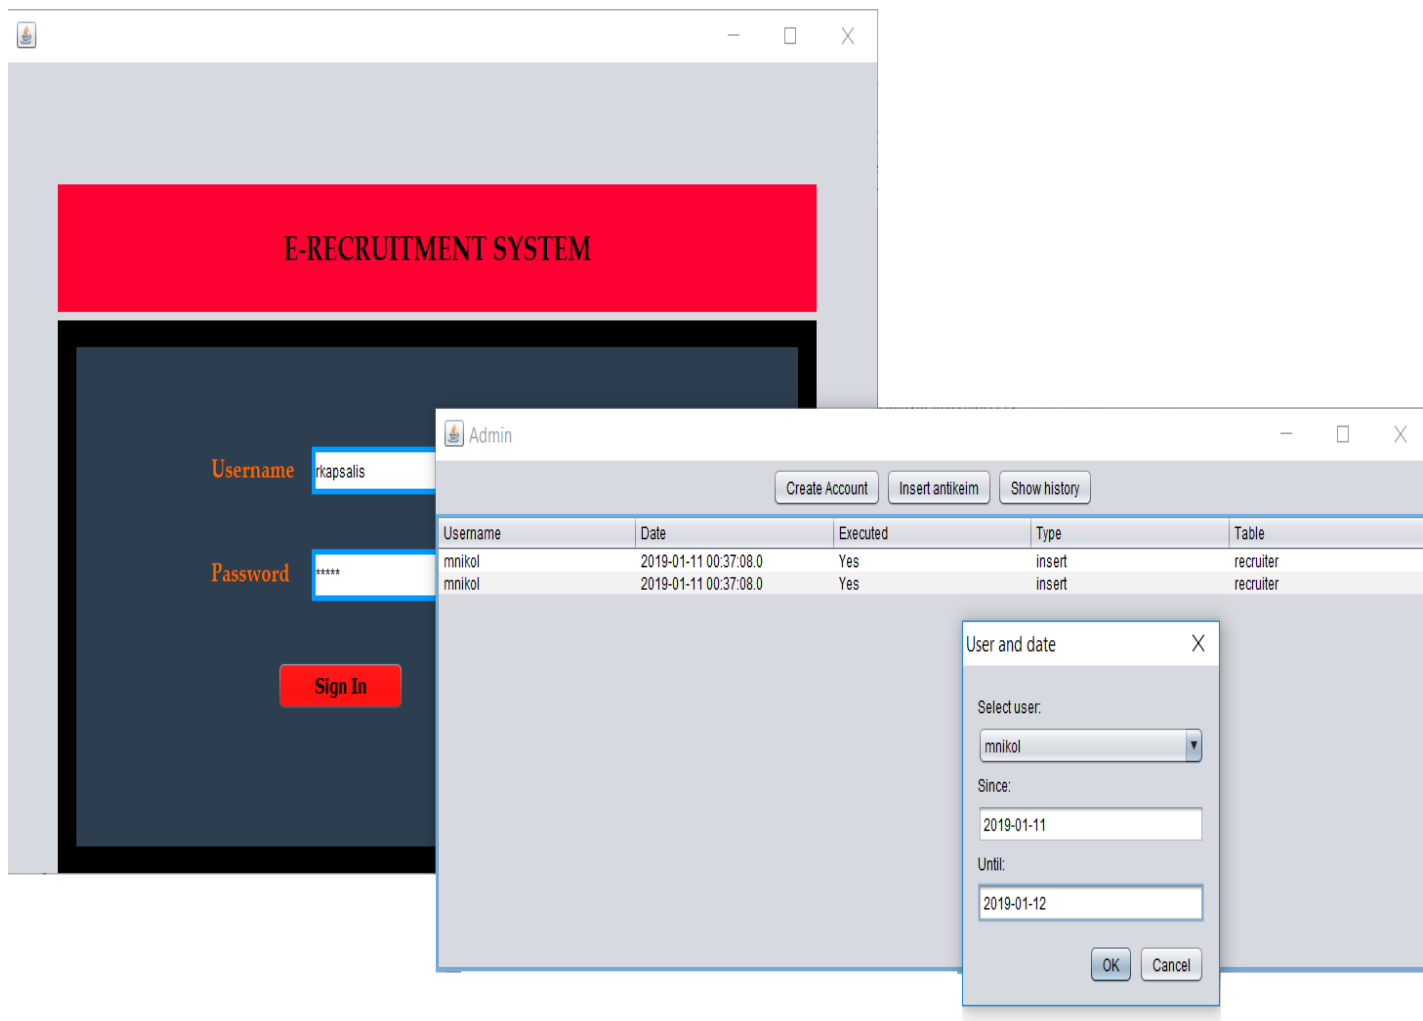 E-RECRUITMENT SYSTEM
Username rkapsalis
Password *****
Sign In
Admin
Create Account Insert antikeim Show history
Username Date Executed Type Table
mnikol 2019-01-11 00:37:08.0 Yes insert recruiter
mnikol 2019-01-11 00:37:08.0 Yes insert recruiter
User and date
Select user:
mnikol
Since:
2019-01-11
Until:
2019-01-12
OK Cancel